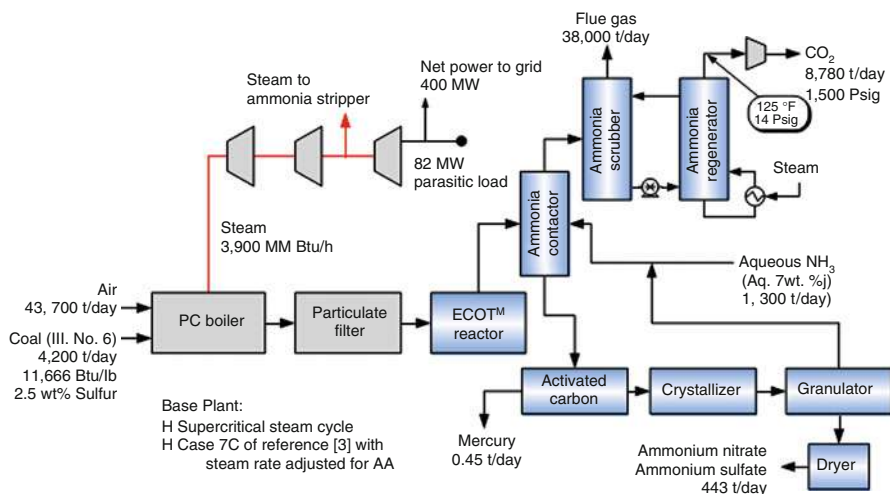 Flue gas
38,000 t/day
CO₂
8,780 t/day
1,500 Psig
125 °F
14 Psig
Net power to grid
400 MW
Steam to
ammonia stripper
82 MW
parasitic load
Ammonia
scrubber
Ammonia
regenerator
Steam
Ammonia
contactor
Steam
3,900 MM Btu/h
Aqueous NH₃
(Aq. 7wt. %j)
1, 300 t/day)
Air
43, 700 t/day
Coal (III. No. 6)
4,200 t/day
11,666 Btu/lb
2.5 wt% Sulfur
PC boiler
Particulate
filter
ECOTᴹ
reactor
Activated
carbon
Crystallizer
Granulator
Base Plant:
H Supercritical steam cycle
H Case 7C of reference [3] with
steam rate adjusted for AA
Mercury
0.45 t/day
Ammonium nitrate
Ammonium sulfate
443 t/day
Dryer